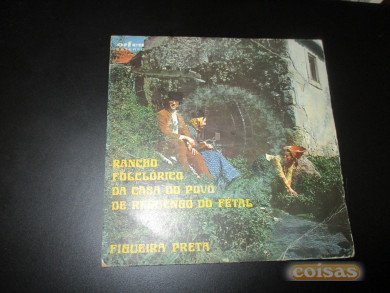 RANCHO
FOLCLÓRICO
DA CASA DO POVO
DE REGUENGO DO FETAL
FIGUEIRA PRETA
coisas